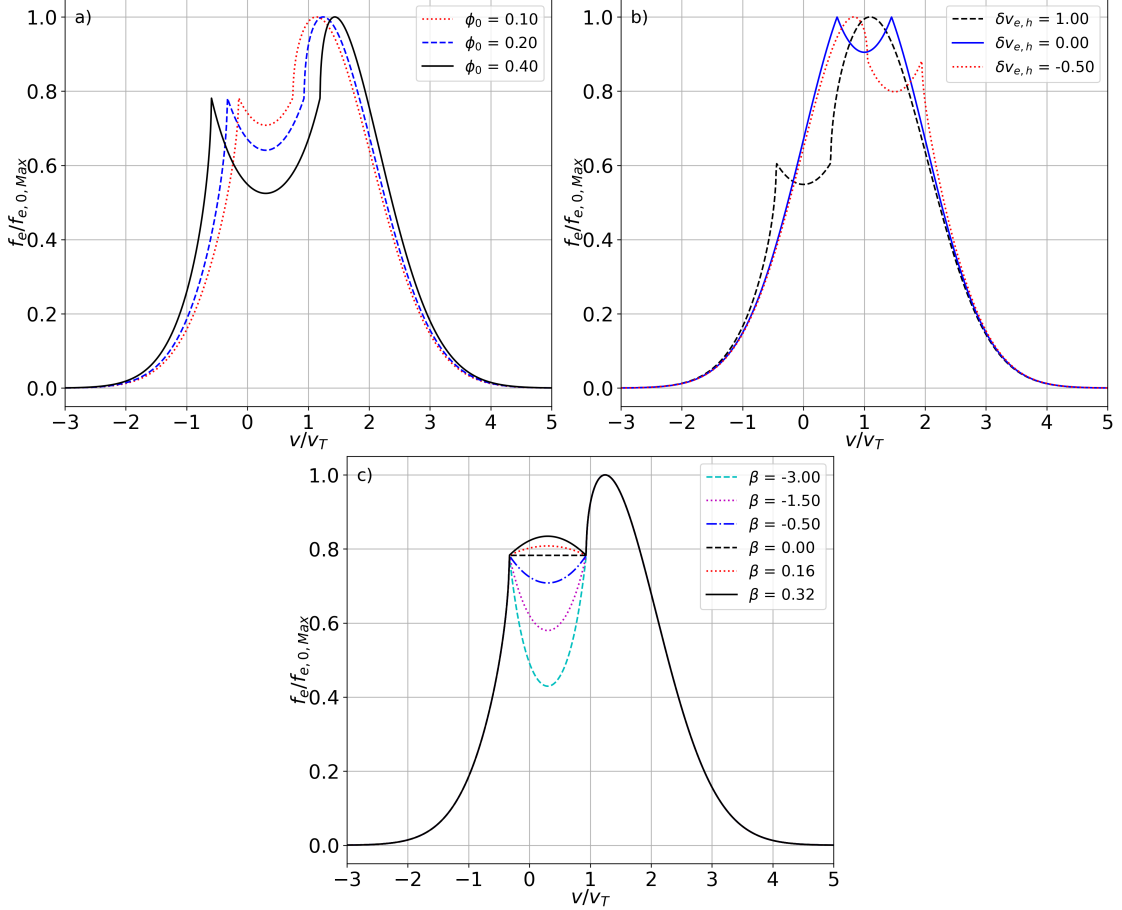 a)
ϕ₀ = 0.10
ϕ₀ = 0.20
ϕ₀ = 0.40
1.0
0.8
0.6
0.4
0.2
0.0
f_e/f_{e, 0, Max}
−3 −2 −1 0 1 2 3 4 5
v/v_T
b)
δv_{e, h} = 1.00
δv_{e, h} = 0.00
δv_{e, h} = -0.50
1.0
0.8
0.6
0.4
0.2
0.0
f_e/f_{e, 0, Max}
−3 −2 −1 0 1 2 3 4 5
v/v_T
c)
β = -3.00
β = -1.50
β = -0.50
β = 0.00
β = 0.16
β = 0.32
1.0
0.8
0.6
0.4
0.2
0.0
f_e/f_{e, 0, Max}
−3 −2 −1 0 1 2 3 4 5
v/v_T